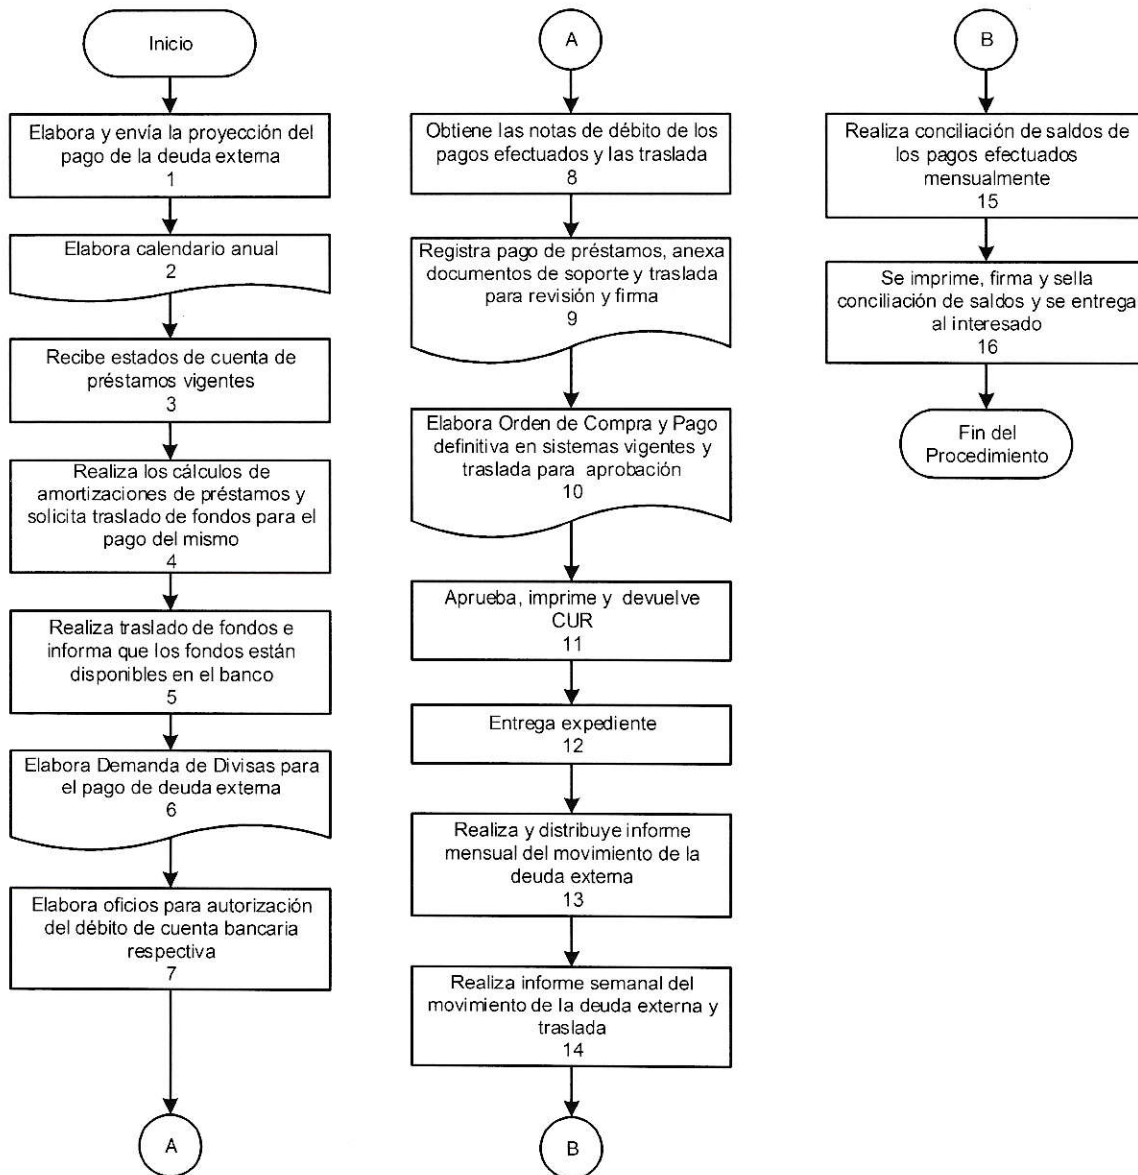 Inicio
Elabora y envía la proyección del
pago de la deuda externa
1
Elabora calendario anual
2
Recibe estados de cuenta de
préstamos vigentes
3
Realiza los cálculos de
amortizaciones de préstamos y
solicita traslado de fondos para el
pago del mismo
4
Realiza traslado de fondos e
informa que los fondos están
disponibles en el banco
5
Elabora Demanda de Divisas para
el pago de deuda externa
6
Elabora oficios para autorización
del débito de cuenta bancaria
respectiva
7
A
A
Obtiene las notas de débito de los
pagos efectuados y las traslada
8
Registra pago de préstamos, anexa
documentos de soporte y traslada
para revisión y firma
9
Elabora Orden de Compra y Pago
definitiva en sistemas vigentes y
traslada para aprobación
10
Aprueba, imprime y devuelve
CUR
11
Entrega expediente
12
Realiza y distribuye informe
mensual del movimiento de la
deuda externa
13
Realiza informe semanal del
movimiento de la deuda externa y
traslada
14
B
B
Realiza conciliación de saldos de
los pagos efectuados
mensualmente
15
Se imprime, firma y sella
conciliación de saldos y se entrega
al interesado
16
Fin del
Procedimiento